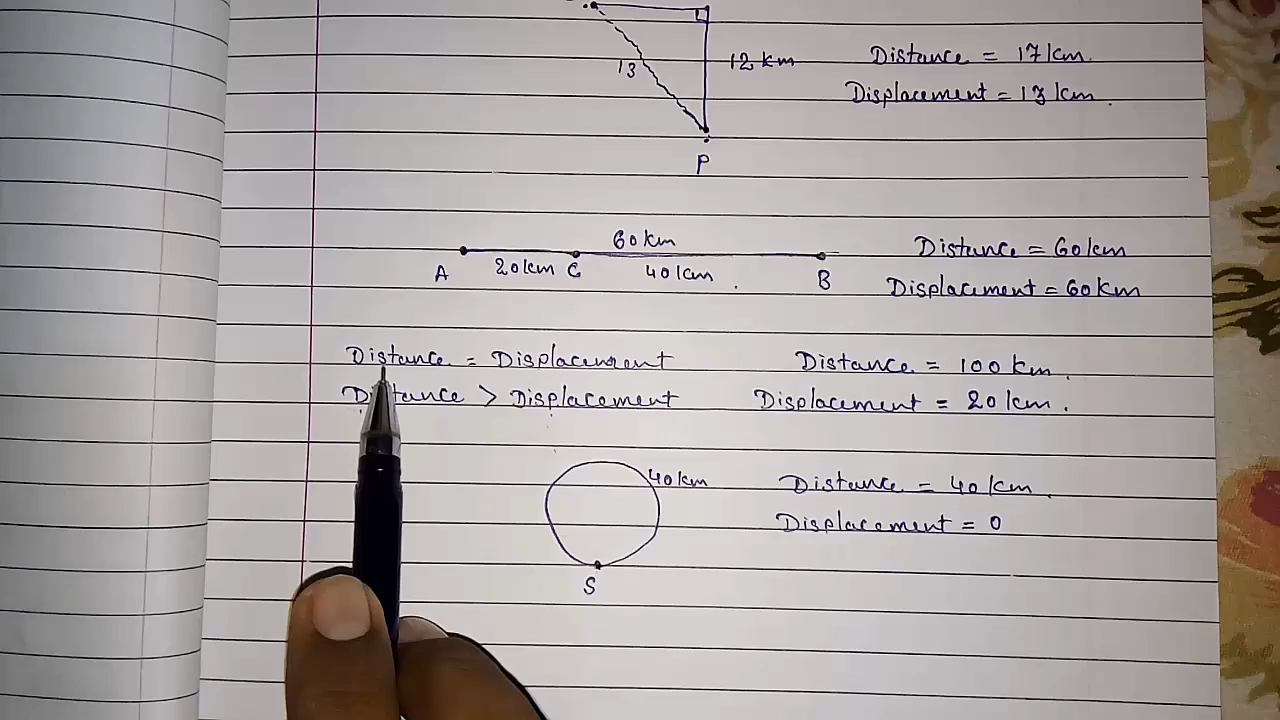 Distance = 17 km.
13
12 km
Displacement = 13 km.
P
60 km
Distance = 60 km
A 20 km C 40 km. B
Displacement = 60 km
Distance = Displacement
Distance = 100 km.
Distance > Displacement
Displacement = 20 km.
40 km
Distance = 40 km.
Displacement = 0
S